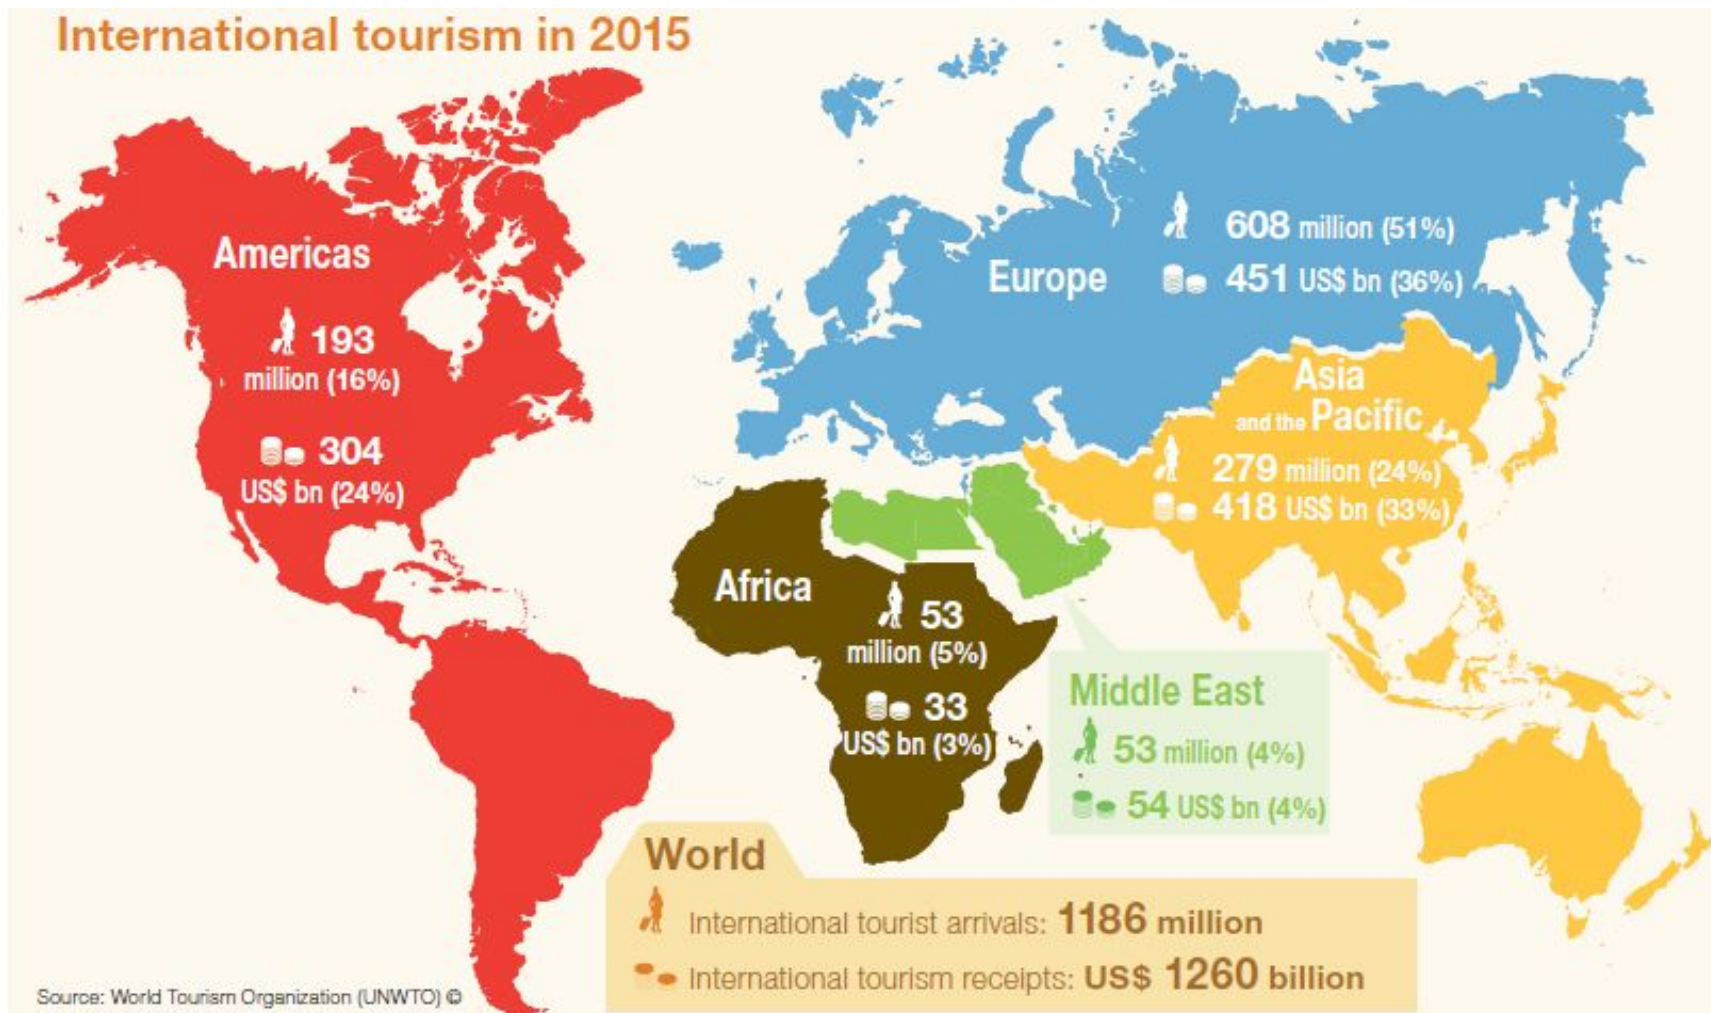 International tourism in 2015
Americas
193
million (16%)
304
US$ bn (24%)
Europe
608 million (51%)
451 US$ bn (36%)
Asia
and the Pacific
279 million (24%)
418 US$ bn (33%)
Africa
53
million (5%)
33
US$ bn (3%)
Middle East
53 million (4%)
54 US$ bn (4%)
World
International tourist arrivals: 1186 million
International tourism receipts: US$ 1260 billion
Source: World Tourism Organization (UNWTO) ©